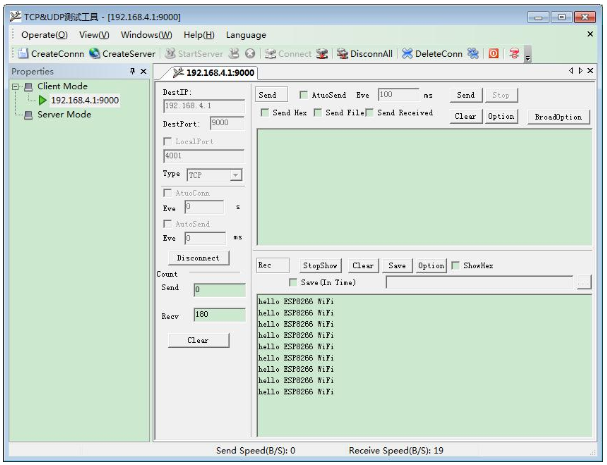 TCP&UDP测试工具 - [192.168.4.1:9000]
Operate(O) View(V) Windows(W) Help(H) Language
CreateConnn CreateServer StartServer Connect DisconnAll DeleteConn
Properties
192.168.4.1:9000
Client Mode
192.168.4.1:9000
Server Mode
DestIP:
192.168.4.1
DestPort: 9000
LocalPort
4001
Type TCP
AtuoConn
Eve 0 s
AutoSend
Eve 0 ms
Disconnect
Count
Send 0
Recv 180
Clear
Send AtuoSend Eve 100 ms Send Stop
Send Hex Send File Send Received Clear Option BroadOption
Rec StopShow Clear Save Option ShowHex
Save(In Time) ...
hello ESP8266 WiFi
hello ESP8266 WiFi
hello ESP8266 WiFi
hello ESP8266 WiFi
hello ESP8266 WiFi
hello ESP8266 WiFi
hello ESP8266 WiFi
hello ESP8266 WiFi
hello ESP8266 WiFi
Send Speed(B/S): 0 Receive Speed(B/S): 19